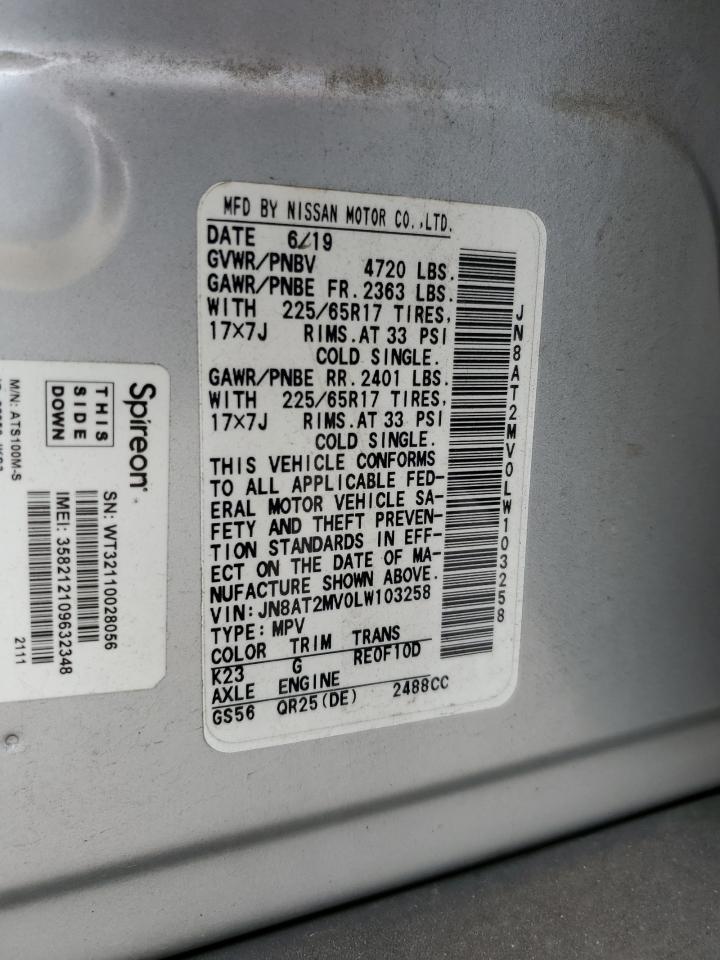 MFD BY NISSAN MOTOR CO.,LTD.
DATE 6/19
GVWR/PNBV 4720 LBS.
GAWR/PNBE FR. 2363 LBS.
WITH 225/65R17 TIRES,
17×7J RIMS.AT 33 PSI
COLD SINGLE.
GAWR/PNBE RR. 2401 LBS.
WITH 225/65R17 TIRES,
17×7J RIMS.AT 33 PSI
COLD SINGLE.
THIS VEHICLE CONFORMS
TO ALL APPLICABLE FED-
ERAL MOTOR VEHICLE SA-
FETY AND THEFT PREVEN-
TION STANDARDS IN EFF-
ECT ON THE DATE OF MA-
NUFACTURE SHOWN ABOVE.
VIN:JN8AT2MV0LW103258
TYPE:MPV
COLOR TRIM TRANS
K23 G RE0F10D
AXLE ENGINE
GS56 QR25(DE) 2488CC
JN8AT2MV0LW103258
Spireon
THIS
SIDE
DOWN
M/N: ATS100M-S
SN: WT32110028056
IMEI: 358212109632348
2111